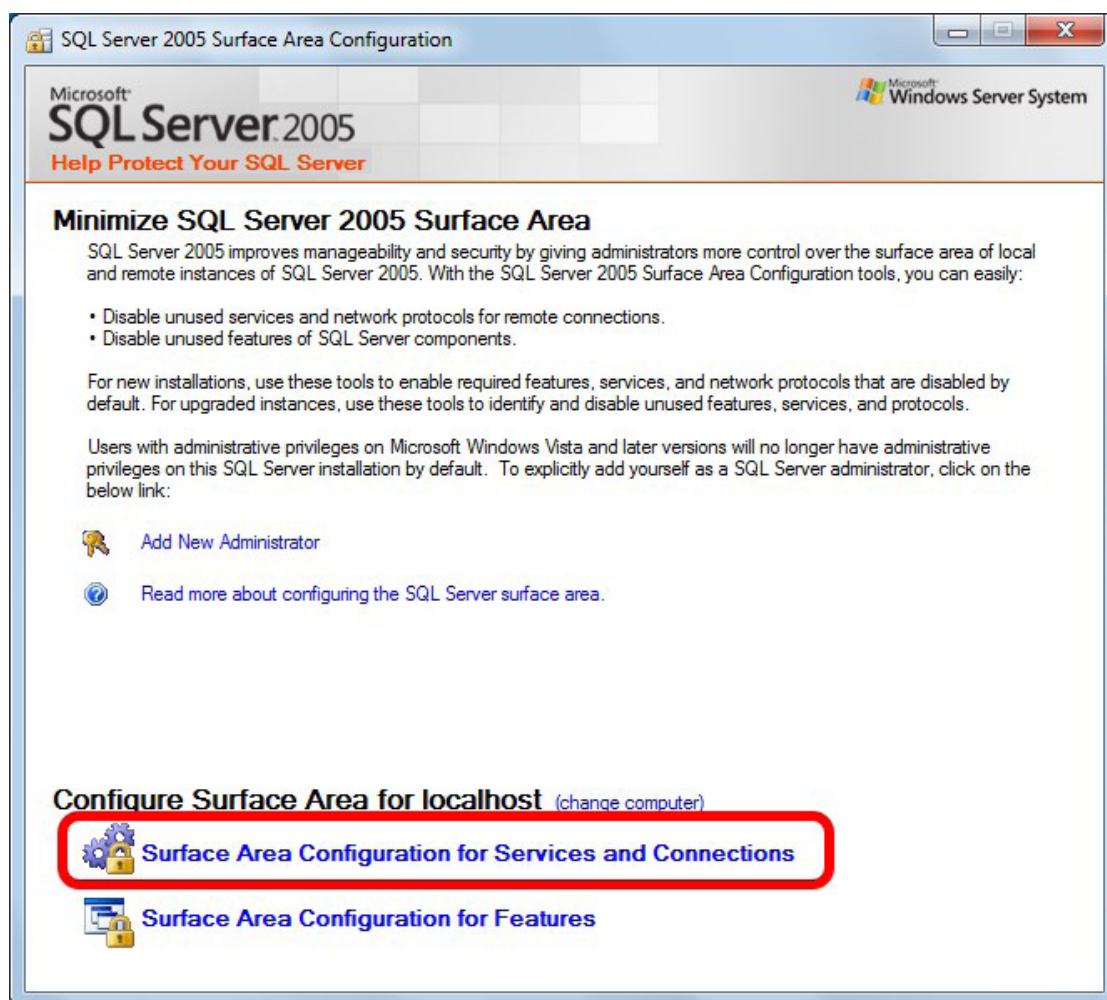 SQL Server 2005 Surface Area Configuration
Microsoft
SQL Server 2005
Help Protect Your SQL Server
Microsoft
Windows Server System
Minimize SQL Server 2005 Surface Area
SQL Server 2005 improves manageability and security by giving administrators more control over the surface area of local
and remote instances of SQL Server 2005. With the SQL Server 2005 Surface Area Configuration tools, you can easily:
• Disable unused services and network protocols for remote connections.
• Disable unused features of SQL Server components.
For new installations, use these tools to enable required features, services, and network protocols that are disabled by
default. For upgraded instances, use these tools to identify and disable unused features, services, and protocols.
Users with administrative privileges on Microsoft Windows Vista and later versions will no longer have administrative
privileges on this SQL Server installation by default. To explicitly add yourself as a SQL Server administrator, click on the
below link:
Add New Administrator
Read more about configuring the SQL Server surface area.
Configure Surface Area for localhost (change computer)
Surface Area Configuration for Services and Connections
Surface Area Configuration for Features